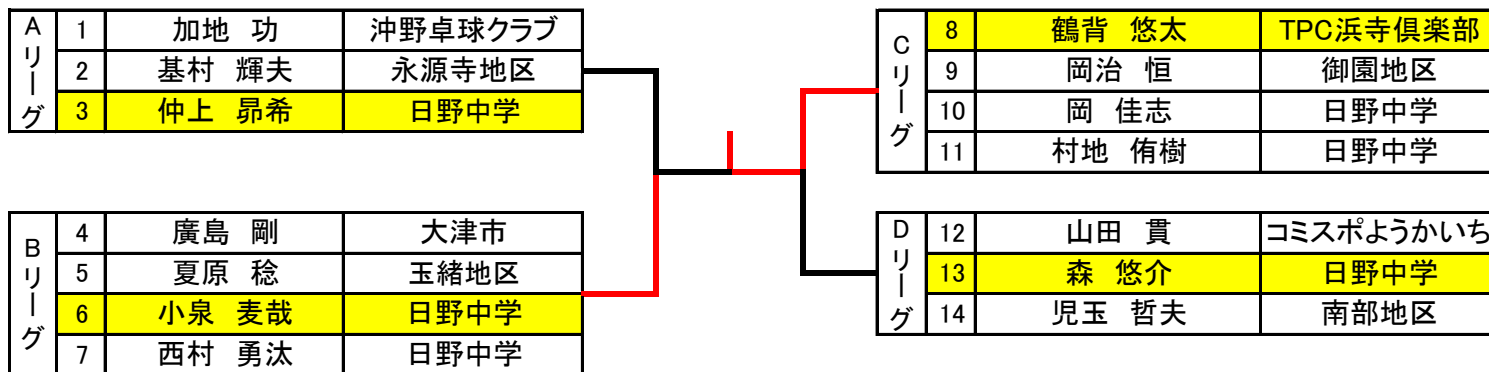 Aリーグ
1 加地 功 沖野卓球クラブ
2 基村 輝夫 永源寺地区
3 仲上 昴希 日野中学
Bリーグ
4 廣島 剛 大津市
5 夏原 稔 玉緒地区
6 小泉 麦哉 日野中学
7 西村 勇汰 日野中学
Cリーグ
8 鶴背 悠太 TPC浜寺倶楽部
9 岡治 恒 御園地区
10 岡 佳志 日野中学
11 村地 侑樹 日野中学
Dリーグ
12 山田 貫 コミスポようかいち
13 森 悠介 日野中学
14 児玉 哲夫 南部地区